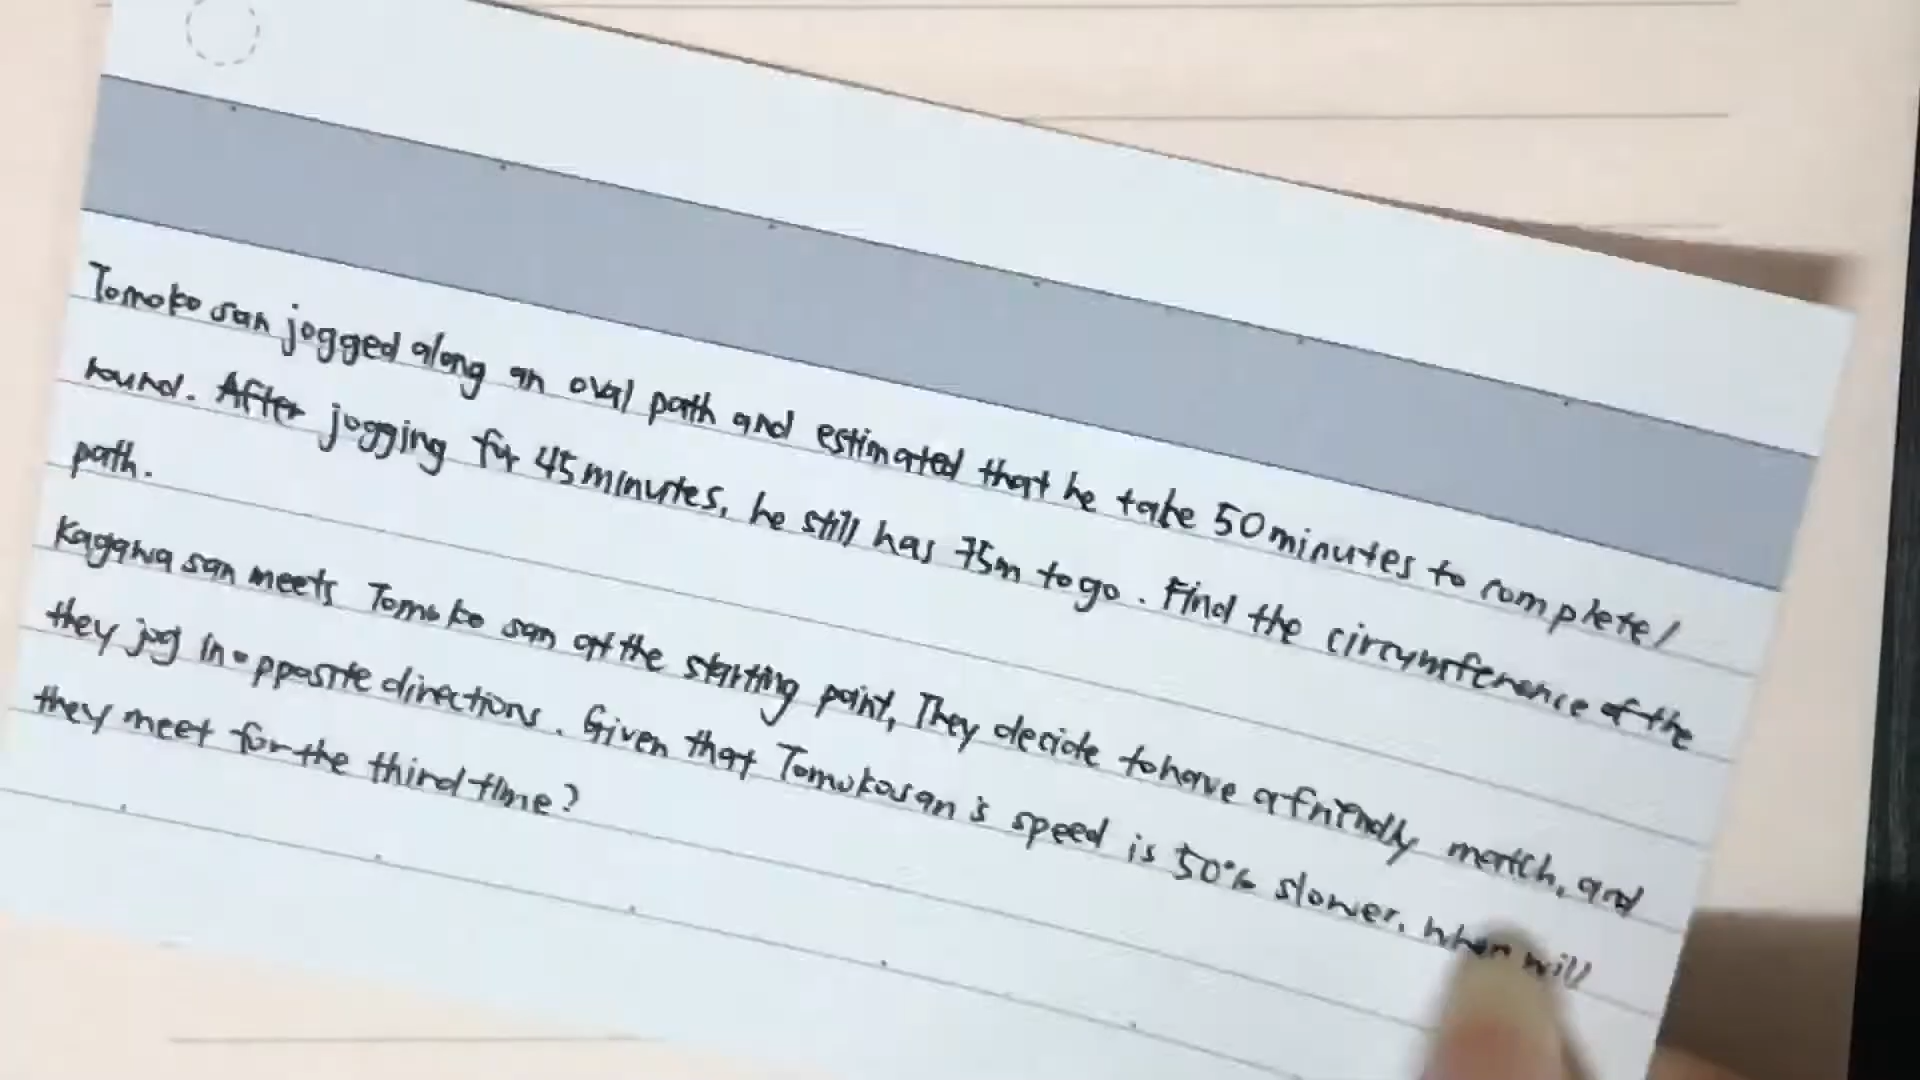 Tomoko san jogged along an oval path and estimated that he take 50 minutes to complete 1
round. After jogging for 45 minutes, he still has 75m to go. Find the circumference of the
path.
Kagawa san meets Tomoko san at the starting point, They decide to have a friendly match, and
they jog in opposite directions. Given that Tomoko san's speed is 50% slower, when will
they meet for the third time?